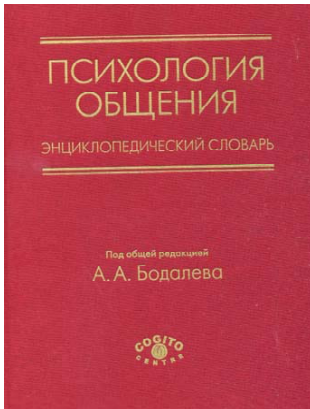 ПСИХОЛОГИЯ
ОБЩЕНИЯ
ЭНЦИКЛОПЕДИЧЕСКИЙ СЛОВАРЬ
Под общей редакцией
А. А. Бодалева
COGITO
CENTRE